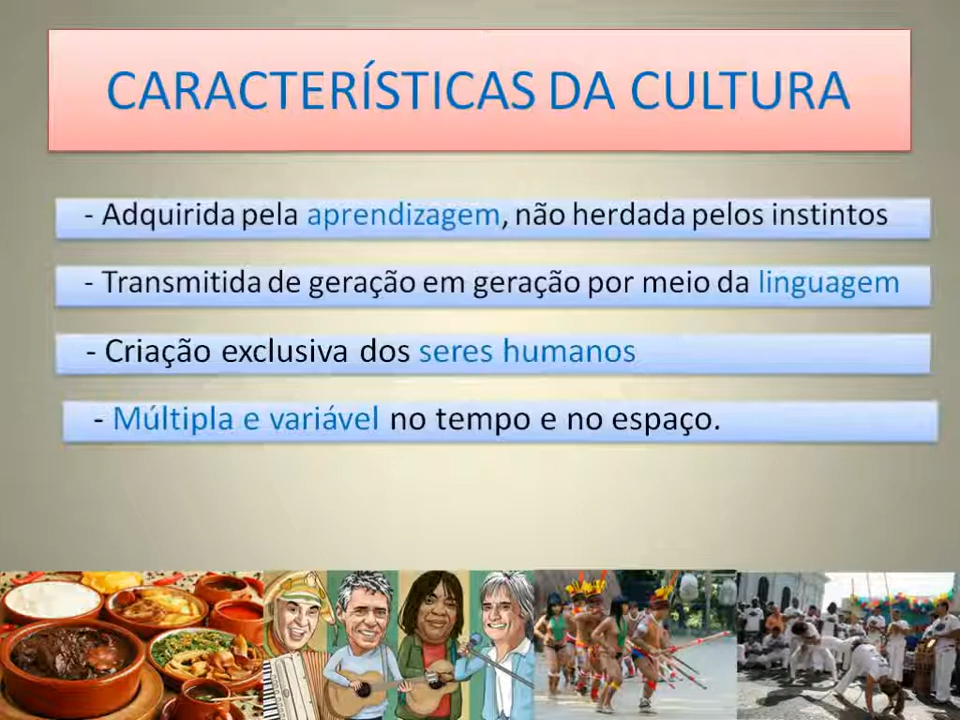 CARACTERÍSTICAS DA CULTURA
- Adquirida pela aprendizagem, não herdada pelos instintos
- Transmitida de geração em geração por meio da linguagem
- Criação exclusiva dos seres humanos
- Múltipla e variável no tempo e no espaço.